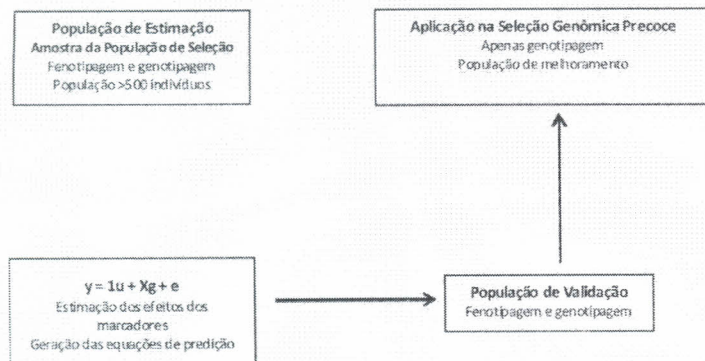 População de Estimação
Amostra da População de Seleção
Fenotipagem e genotipagem
População >500 indivíduos
Aplicação na Seleção Genômica Precoce
Apenas genotipagem
População de melhoramento
y = 1u + Xg + e
Estimação dos efeitos dos
marcadores
Geração das equações de predição
População de Validação
Fenotipagem e genotipagem